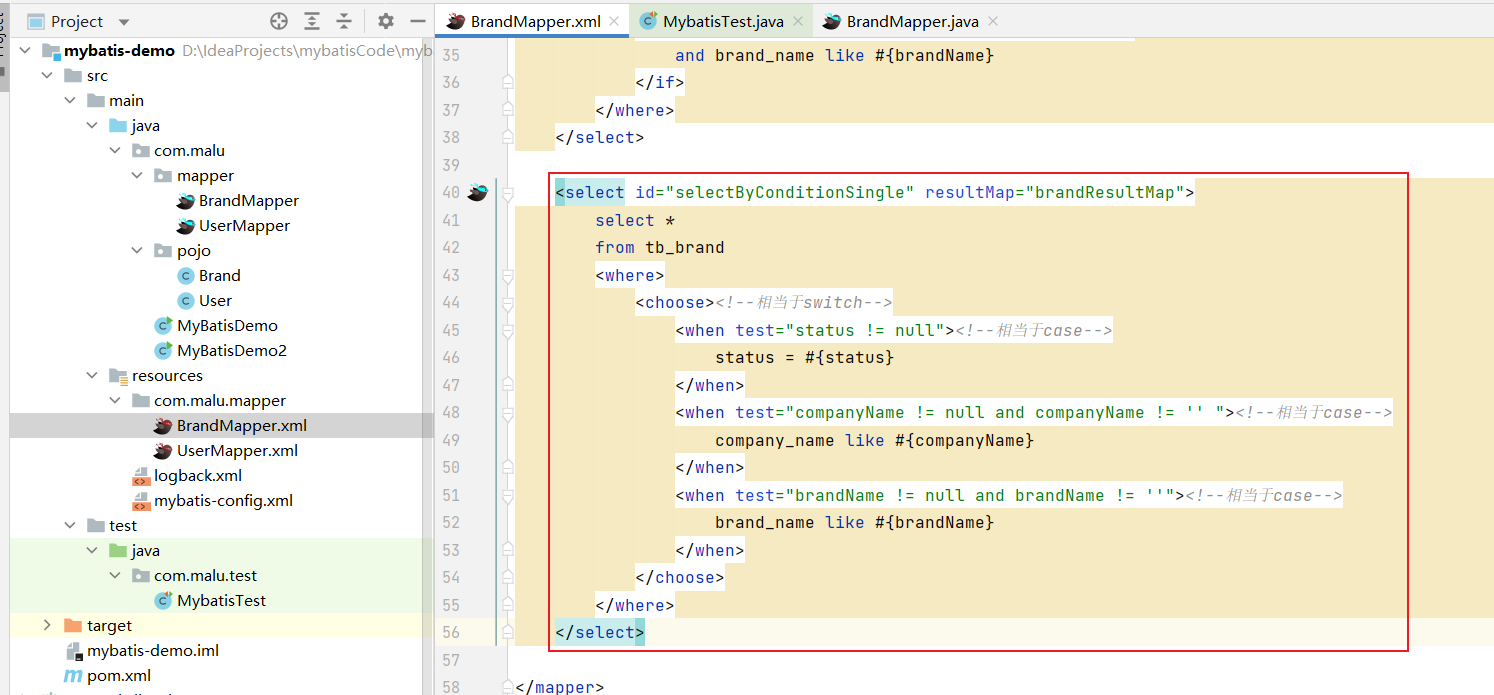 Project
mybatis-demo D:\IdeaProjects\mybatisCode\myb
src
main
java
com.malu
mapper
BrandMapper
UserMapper
pojo
Brand
User
MyBatisDemo
MyBatisDemo2
resources
com.malu.mapper
BrandMapper.xml
UserMapper.xml
logback.xml
mybatis-config.xml
test
java
com.malu.test
MybatisTest
target
mybatis-demo.iml
pom.xml
BrandMapper.xml MybatisTest.java BrandMapper.java
35 and brand_name like #{brandName}
36 </if>
37 </where>
38 </select>
39
40 <select id="selectByConditionSingle" resultMap="brandResultMap">
41 select *
42 from tb_brand
43 <where>
44 <choose><!--相当于switch-->
45 <when test="status != null"><!--相当于case-->
46 status = #{status}
47 </when>
48 <when test="companyName != null and companyName != '' "><!--相当于case-->
49 company_name like #{companyName}
50 </when>
51 <when test="brandName != null and brandName != ''"><!--相当于case-->
52 brand_name like #{brandName}
53 </when>
54 </choose>
55 </where>
56 </select>
57
58 </mapper>